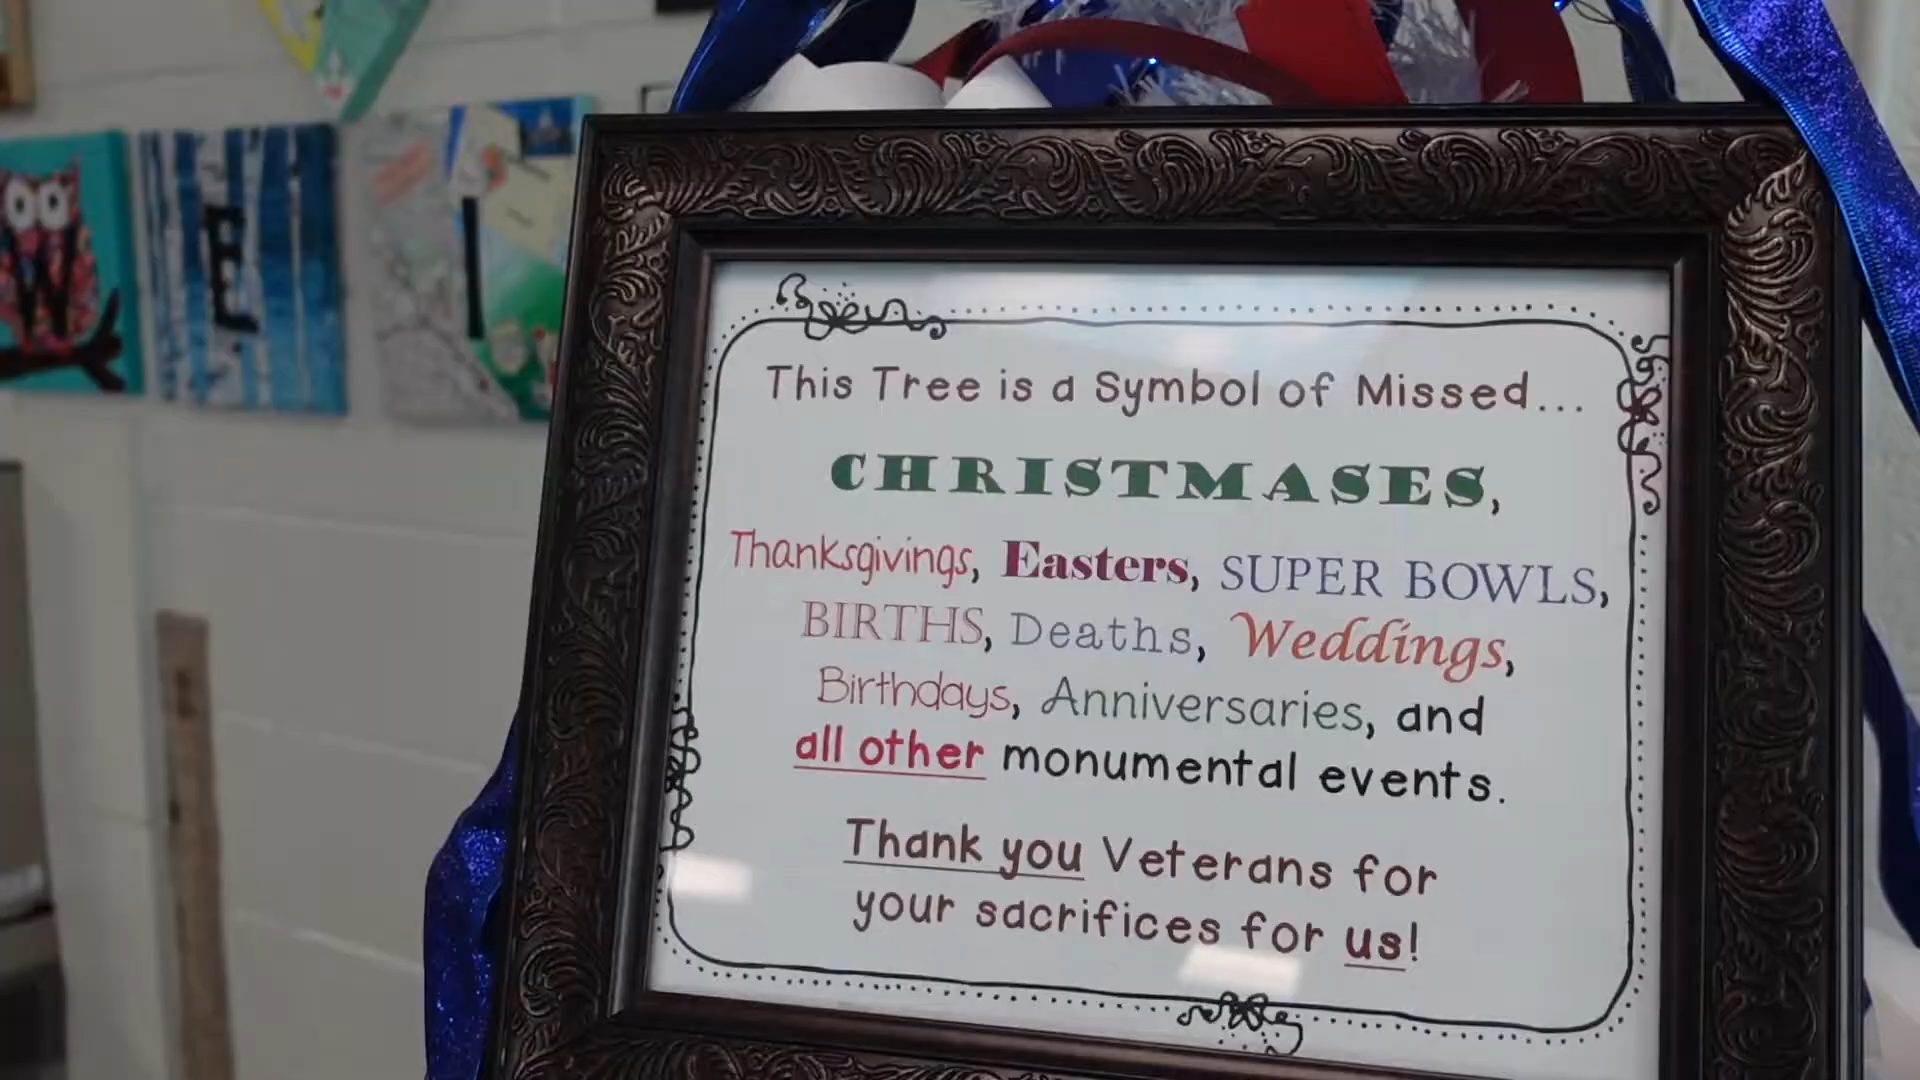 W
E
I
This Tree is a Symbol of Missed...
CHRISTMASES,
Thanksgivings, Easters, SUPER BOWLS,
BIRTHS, Deaths, Weddings,
Birthdays, Anniversaries, and
all other monumental events.
Thank you Veterans for
your sacrifices for us!